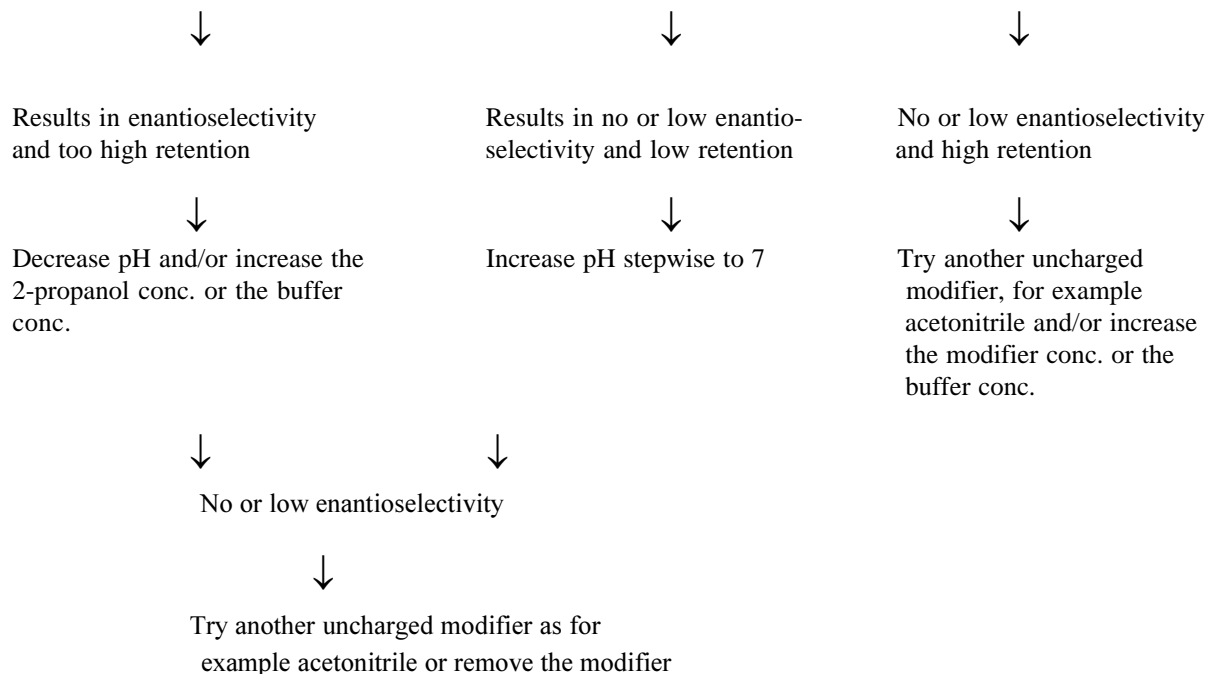 ↓ ↓ ↓
Results in enantioselectivity
and too high retention
Results in no or low enantio-
selectivity and low retention
No or low enantioselectivity
and high retention
↓ ↓ ↓
Decrease pH and/or increase the
2-propanol conc. or the buffer
conc.
Increase pH stepwise to 7
Try another uncharged
modifier, for example
acetonitrile and/or increase
the modifier conc. or the
buffer conc.
↓ ↓
No or low enantioselectivity
↓
Try another uncharged modifier as for
example acetonitrile or remove the modifier